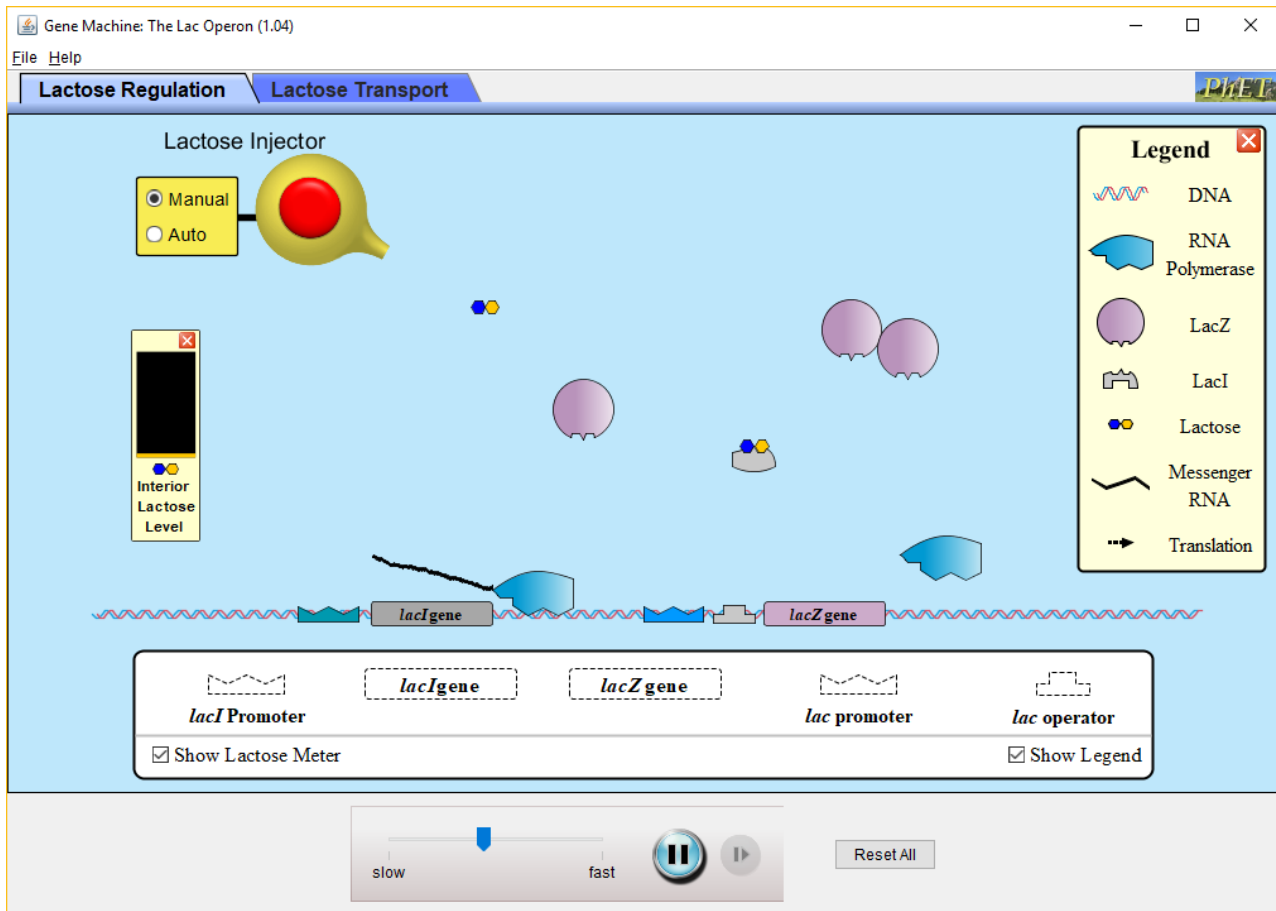 Gene Machine: The Lac Operon (1.04)
File Help
Lactose Regulation
Lactose Transport
PhET
Lactose Injector
Manual
Auto
Interior
Lactose
Level
Legend
DNA
RNA
Polymerase
LacZ
LacI
Lactose
Messenger
RNA
Translation
lacI gene
lacZ gene
lacI Promoter
lacI gene
lacZ gene
lac promoter
lac operator
Show Lactose Meter
Show Legend
slow
fast
Reset All